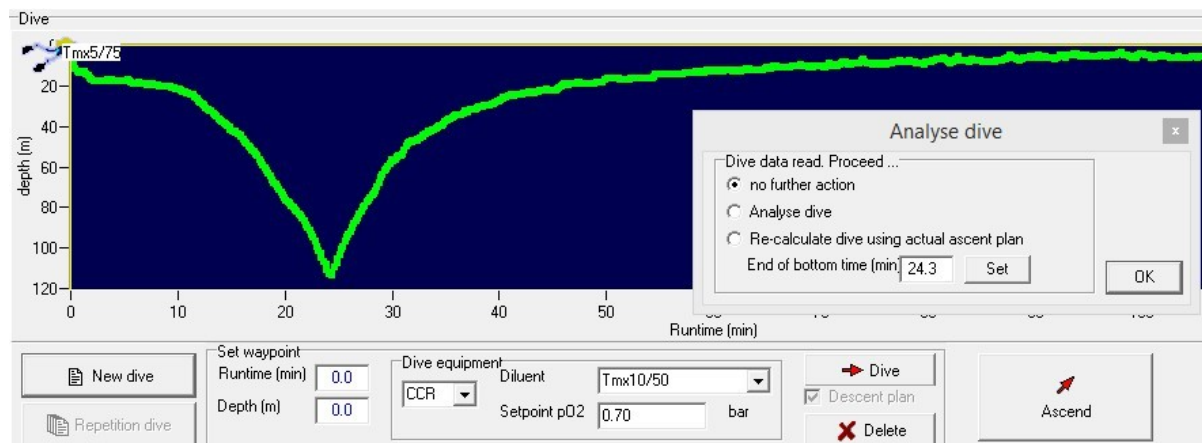 Dive
Tmx5/75
20
40
60
80
100
120
depth (m)
0 10 20 30 40 50
Runtime (min)
Analyse dive
x
Dive data read. Proceed ...
no further action
Analyse dive
Re-calculate dive using actual ascent plan
End of bottom time (min) 24.3 Set
OK
New dive
Repetition dive
Set waypoint
Runtime (min) 0.0
Depth (m) 0.0
Dive equipment
CCR
Diluent Tmx10/50
Setpoint pO2 0.70 bar
Dive
Descent plan
Delete
Ascend